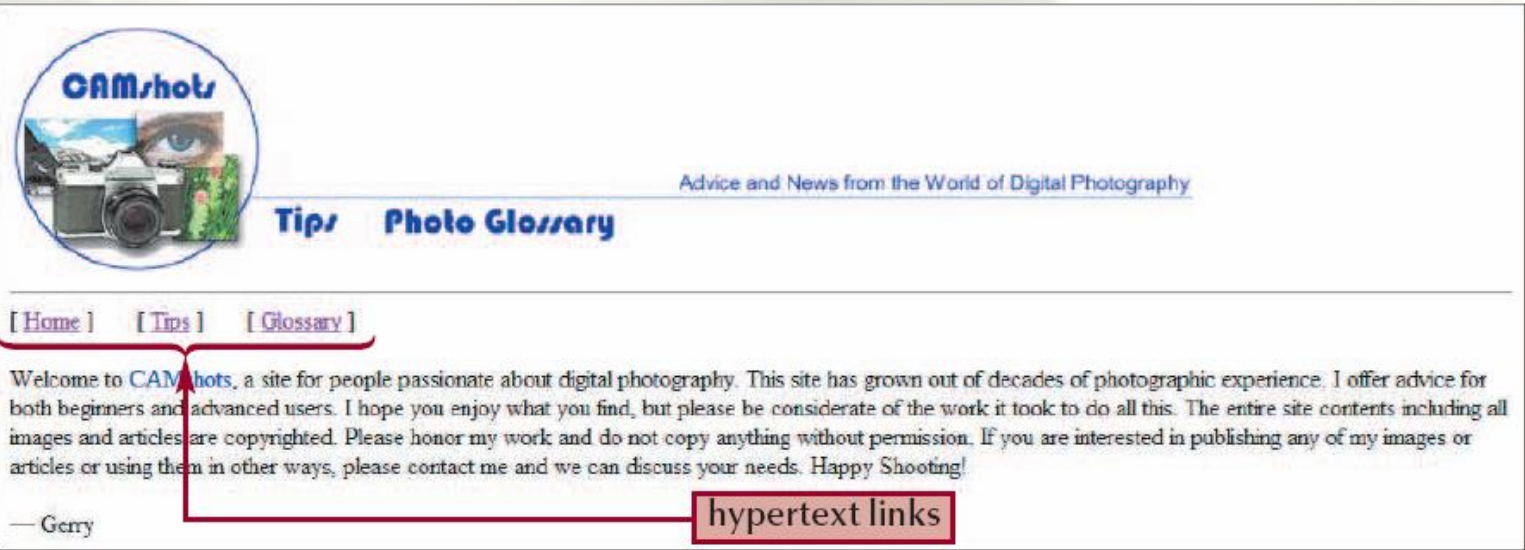 CAMshots
Advice and News from the World of Digital Photography
Tips Photo Glossary
[ Home ] [ Tips ] [ Glossary ]
Welcome to CAMshots, a site for people passionate about digital photography. This site has grown out of decades of photographic experience. I offer advice for
both beginners and advanced users. I hope you enjoy what you find, but please be considerate of the work it took to do all this. The entire site contents including all
images and articles are copyrighted. Please honor my work and do not copy anything without permission. If you are interested in publishing any of my images or
articles or using them in other ways, please contact me and we can discuss your needs. Happy Shooting!
— Gerry
hypertext links